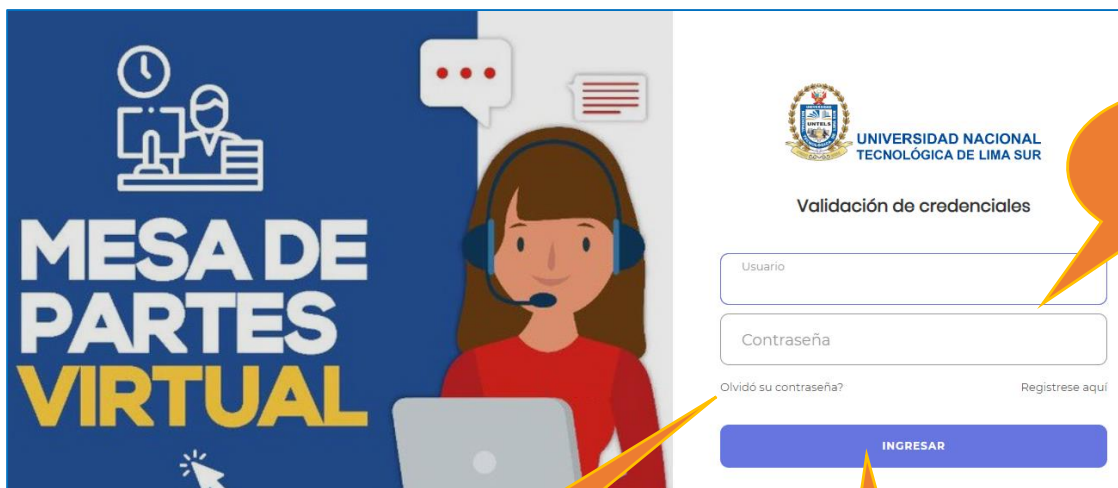 MESA DE
PARTES
VIRTUAL
UNTELS
UNIVERSIDAD NACIONAL
TECNOLÓGICA DE LIMA SUR
Validación de credenciales
Usuario
Contraseña
Olvidó su contraseña?
Registrese aquí
INGRESAR